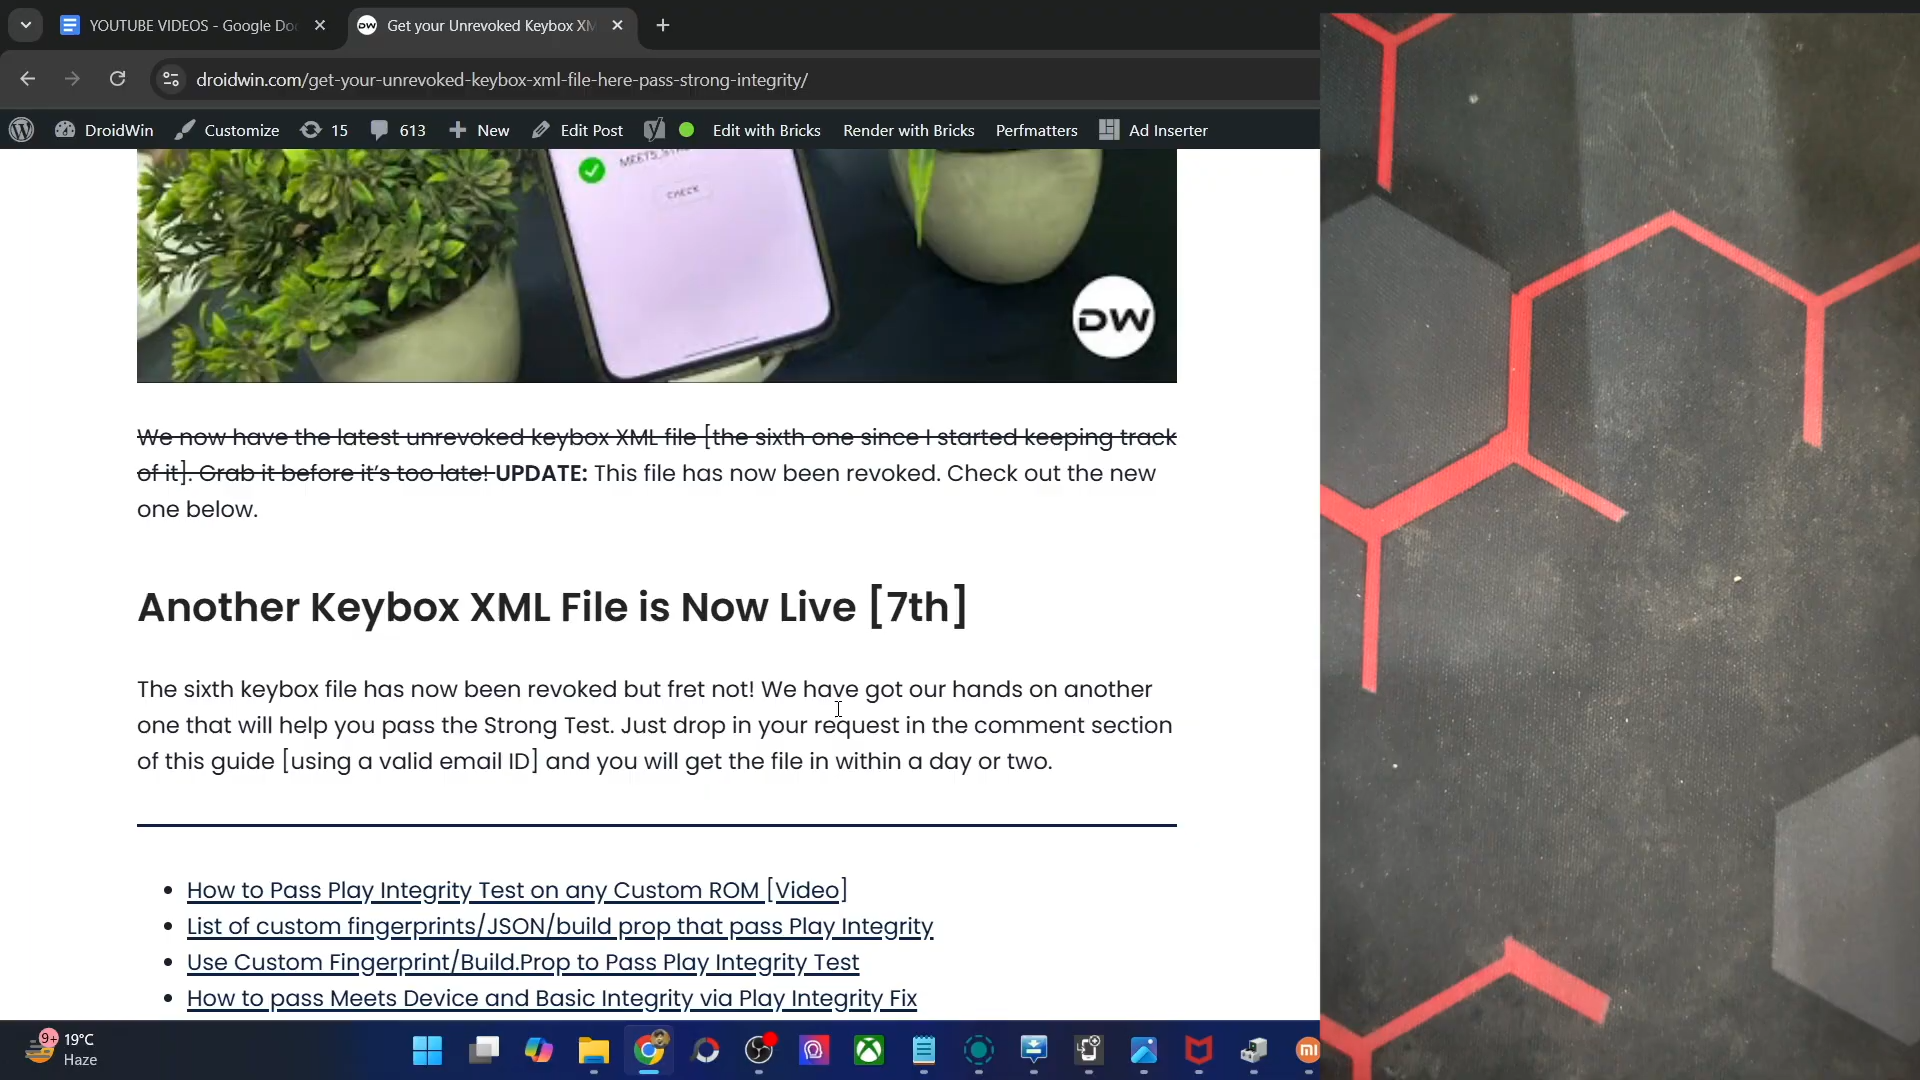 YOUTUBE VIDEOS - Google Do
Get your Unrevoked Keybox XM
droidwin.com/get-your-unrevoked-keybox-xml-file-here-pass-strong-integrity/
DroidWin Customize 15 613 New Edit Post Edit with Bricks Render with Bricks Perfmatters Ad Inserter
CHECK
DW
We now have the latest unrevoked keybox XML file [the sixth one since I started keeping track
of it]. Grab it before it's too late! UPDATE: This file has now been revoked. Check out the new
one below.
Another Keybox XML File is Now Live [7th]
The sixth keybox file has now been revoked but fret not! We have got our hands on another
one that will help you pass the Strong Test. Just drop in your request in the comment section
of this guide [using a valid email ID] and you will get the file in within a day or two.
How to Pass Play Integrity Test on any Custom ROM [Video]
List of custom fingerprints/JSON/build prop that pass Play Integrity
Use Custom Fingerprint/Build.Prop to Pass Play Integrity Test
How to pass Meets Device and Basic Integrity via Play Integrity Fix
9+
19°C
Haze